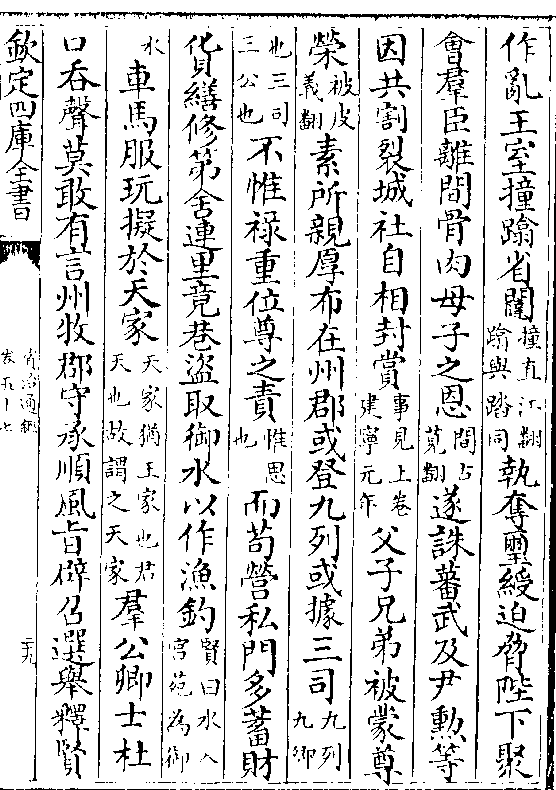 作亂王室撞蹹省闥撞直江翻蹹與踏同執奪璽綬迫脅陛下聚
會羣臣離間骨肉母子之恩間古莧翻遂誅蕃武及尹勲等
因共割裂城社自相封賞事見上卷建寧元年父子兄弟被蒙尊
榮被皮義翻素所親厚布在州郡或登九列或據三司九列九卿
也三司三公也不惟禄重位尊之責惟思也而苟營私門多蓄財
貨繕修第舍連里竟巷盜取御水以作漁釣賢曰水入宫苑為御
水車馬服玩擬於天家天家猶王家也君天也故謂之天家羣公卿士杜
口吞聲莫敢有言州牧郡守承順風旨辟召選舉釋賢
欽定四庫全書
資治通鑑
卷五十七
二九